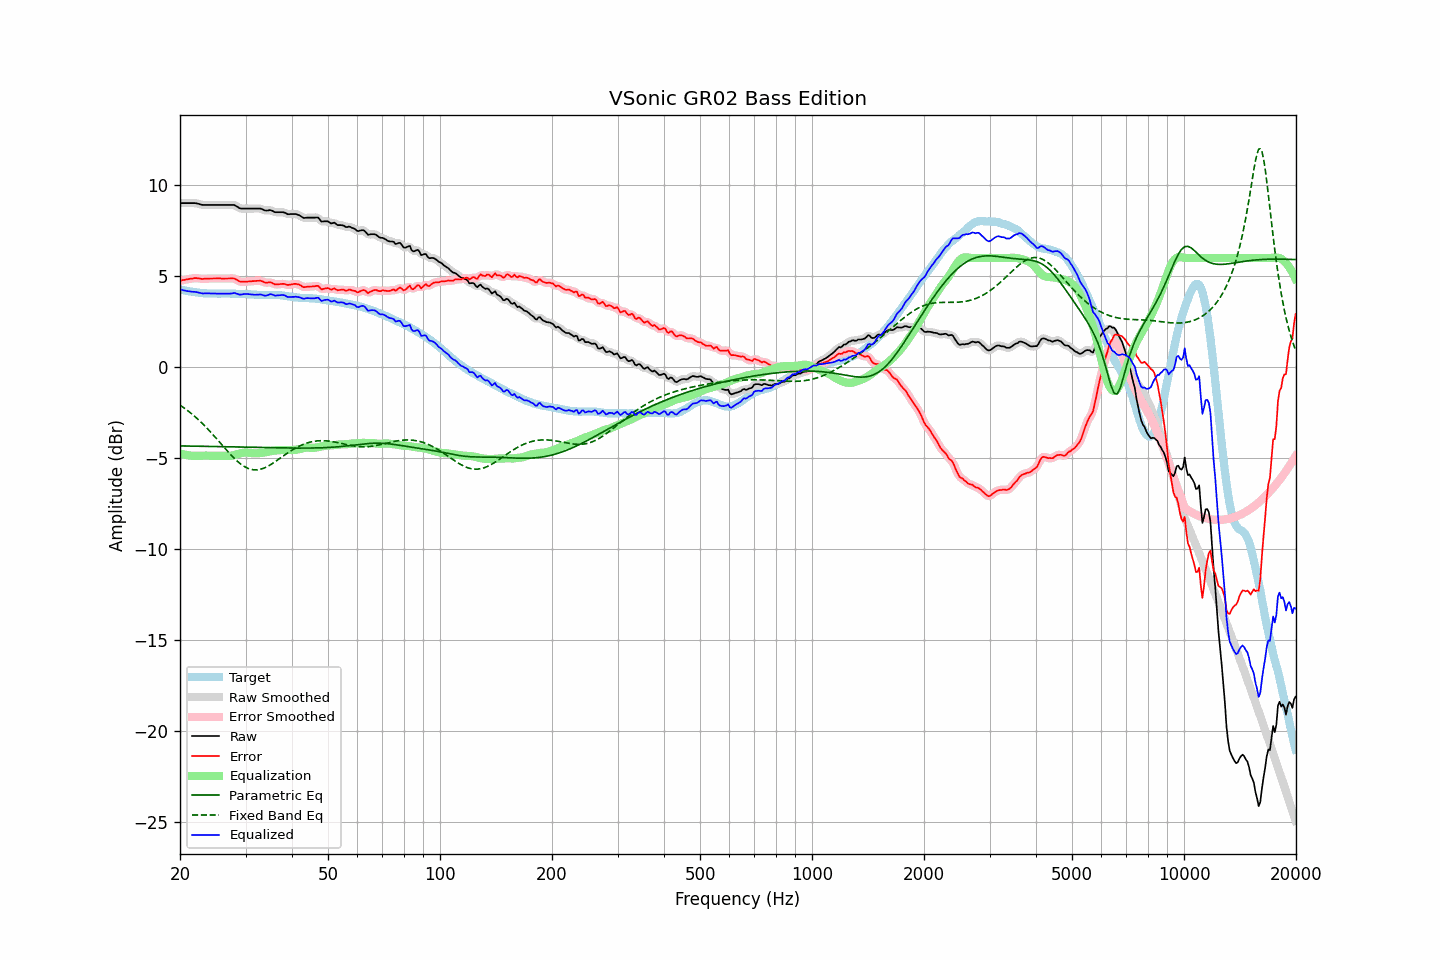 VSonic GR02 Bass Edition
Amplitude (dBr)
10
5
0
−5
−10
−15
−20
−25
Target
Raw Smoothed
Error Smoothed
Raw
Error
Equalization
Parametric Eq
Fixed Band Eq
Equalized
20 50 100 200 500 1000 2000 5000 10000 20000
Frequency (Hz)